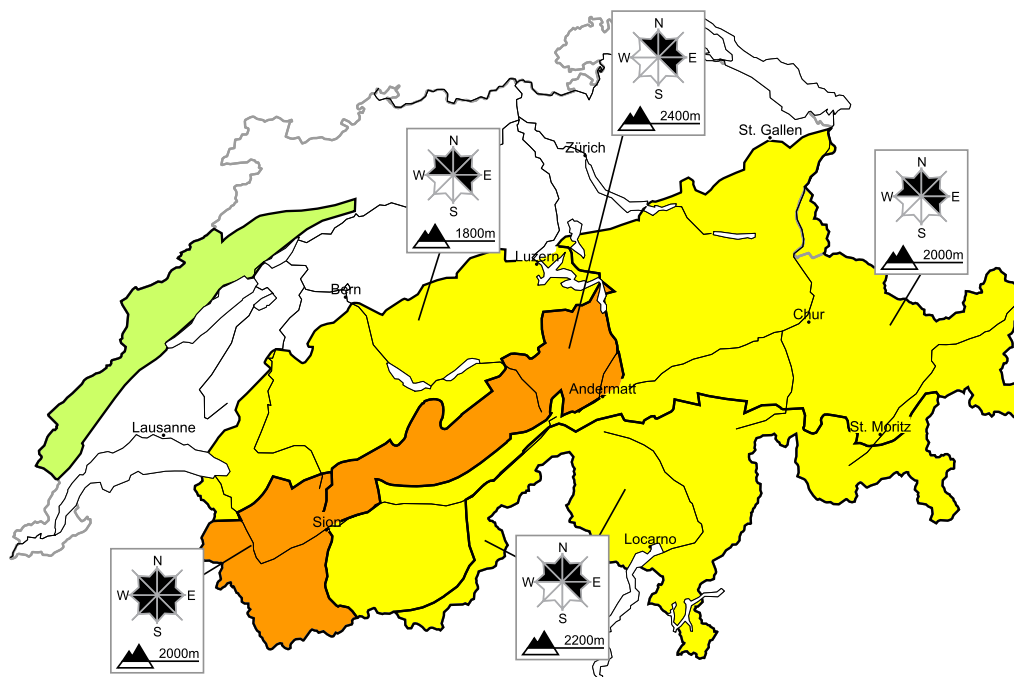 N
W E
S
2400m
St. Gallen
Zürich
N
W E
S
1800m
N
W E
S
2000m
Luzern
Bern
Chur
Andermatt
Lausanne
St. Moritz
Sion
Locarno
N
W E
S
2200m
N
W E
S
2000m